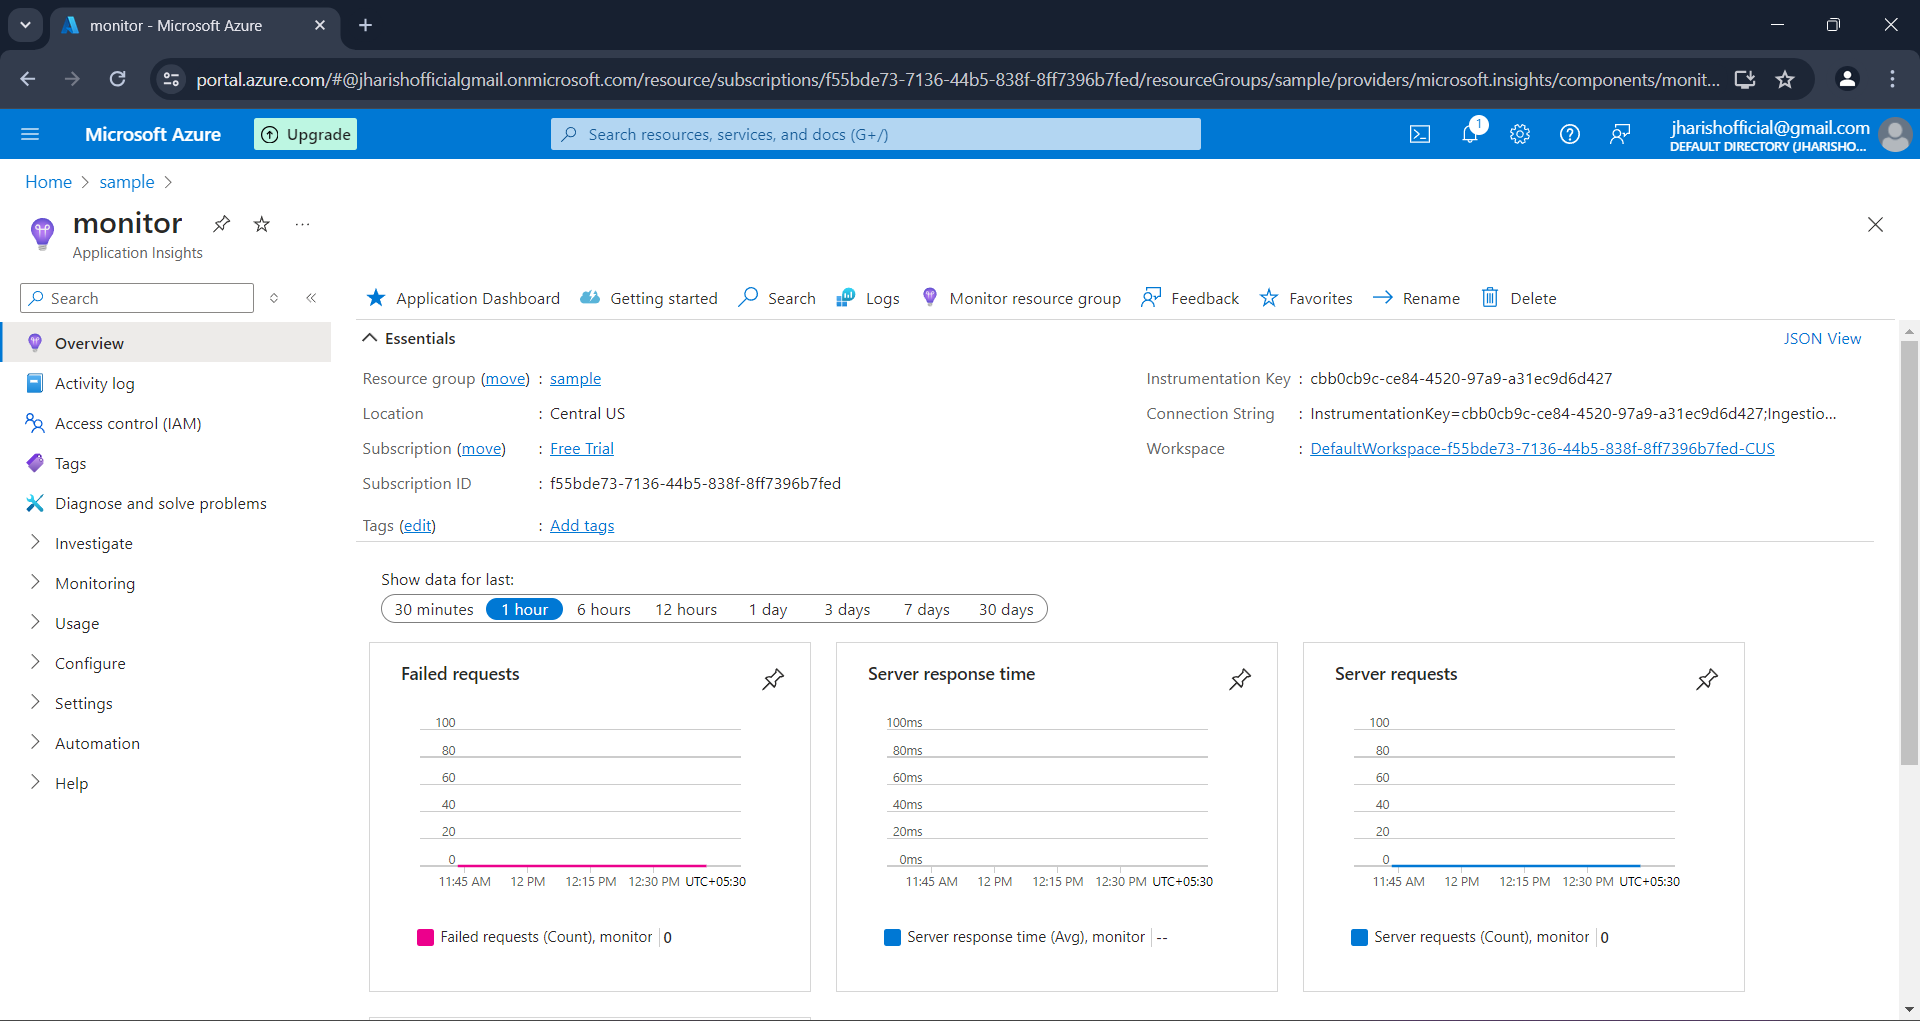 monitor - Microsoft Azure
portal.azure.com/#@jharishofficialgmail.onmicrosoft.com/resource/subscriptions/f55bde73-7136-44b5-838f-8ff7396b7fed/resourceGroups/sample/providers/microsoft.insights/components/monit...
Microsoft Azure
Upgrade
Search resources, services, and docs (G+/)
1
jharishofficial@gmail.com
DEFAULT DIRECTORY (JHARISHO...
Home > sample >
monitor
...
Application Insights
Search
Application Dashboard
Getting started
Search
Logs
Monitor resource group
Feedback
Favorites
Rename
Delete
Overview
Activity log
Access control (IAM)
Tags
Diagnose and solve problems
Investigate
Monitoring
Usage
Configure
Settings
Automation
Help
Essentials
JSON View
Resource group (move) : sample
Location : Central US
Subscription (move) : Free Trial
Subscription ID : f55bde73-7136-44b5-838f-8ff7396b7fed
Tags (edit) : Add tags
Instrumentation Key : cbb0cb9c-ce84-4520-97a9-a31ec9d6d427
Connection String : InstrumentationKey=cbb0cb9c-ce84-4520-97a9-a31ec9d6d427;Ingestio...
Workspace : DefaultWorkspace-f55bde73-7136-44b5-838f-8ff7396b7fed-CUS
Show data for last:
30 minutes 1 hour 6 hours 12 hours 1 day 3 days 7 days 30 days
Failed requests
100
80
60
40
20
0
11:45 AM 12 PM 12:15 PM 12:30 PM UTC+05:30
Failed requests (Count), monitor 0
Server response time
100ms
80ms
60ms
40ms
20ms
0ms
11:45 AM 12 PM 12:15 PM 12:30 PM UTC+05:30
Server response time (Avg), monitor --
Server requests
100
80
60
40
20
0
11:45 AM 12 PM 12:15 PM 12:30 PM UTC+05:30
Server requests (Count), monitor 0